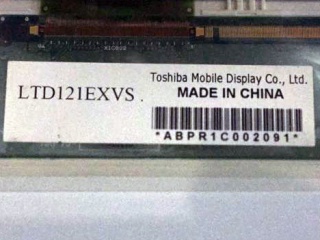 LTD121EXVS .
Toshiba Mobile Display Co., Ltd.
MADE IN CHINA
*ABPR1C002091*